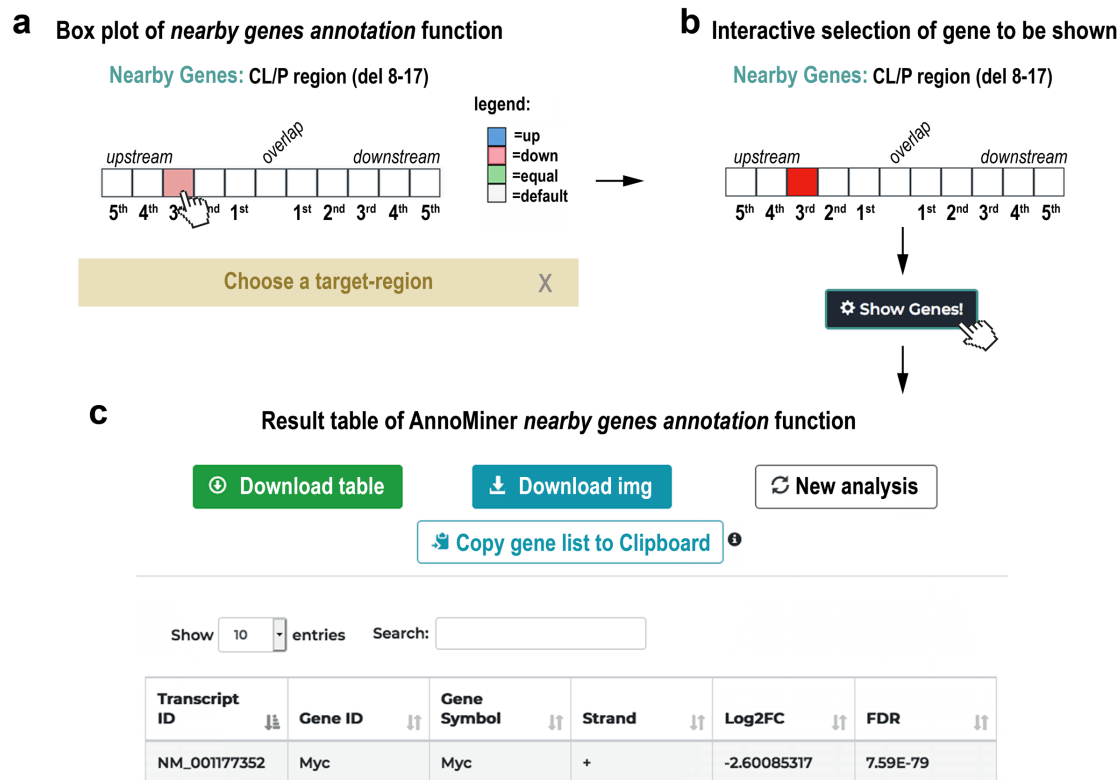 a Box plot of nearby genes annotation function
Nearby Genes: CL/P region (del 8-17)
legend:
=up
=down
=equal
=default
upstream overlap downstream
5th 4th 1st 1st 2nd 3rd 4th 5th
Choose a target-region X
b Interactive selection of gene to be shown
Nearby Genes: CL/P region (del 8-17)
upstream overlap downstream
5th 4th 3rd 2nd 1st 1st 2nd 3rd 4th 5th
Show Genes!
c Result table of AnnoMiner nearby genes annotation function
Download table Download img New analysis
Copy gene list to Clipboard
Show 10 entries Search:
Transcript ID Gene ID Gene Symbol Strand Log2FC FDR
NM_001177352 Myc Myc + -2.60085317 7.59E-79